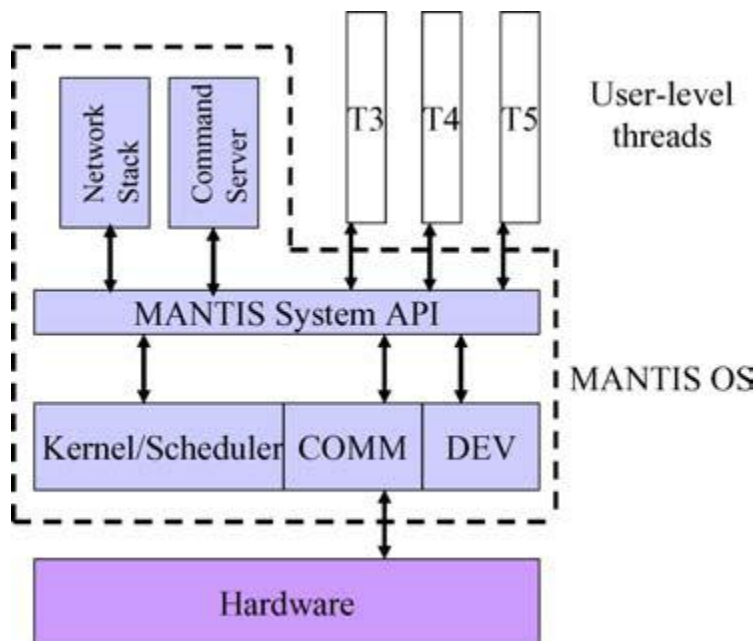 T3
T4
T5
User-level
threads
Network
Stack
Command
Server
MANTIS System API
MANTIS OS
Kernel/Scheduler
COMM
DEV
Hardware